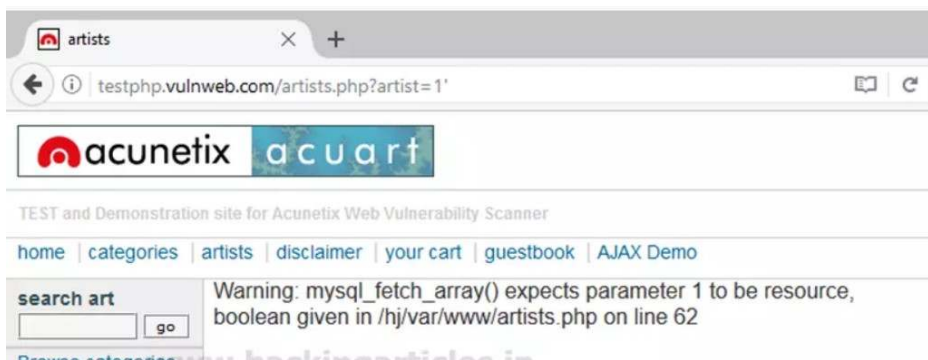 artists
testphp.vulnweb.com/artists.php?artist=1'
acunetix acuart
TEST and Demonstration site for Acunetix Web Vulnerability Scanner
home | categories | artists | disclaimer | your cart | guestbook | AJAX Demo
search art
go
Warning: mysql_fetch_array() expects parameter 1 to be resource,
boolean given in /hj/var/www/artists.php on line 62